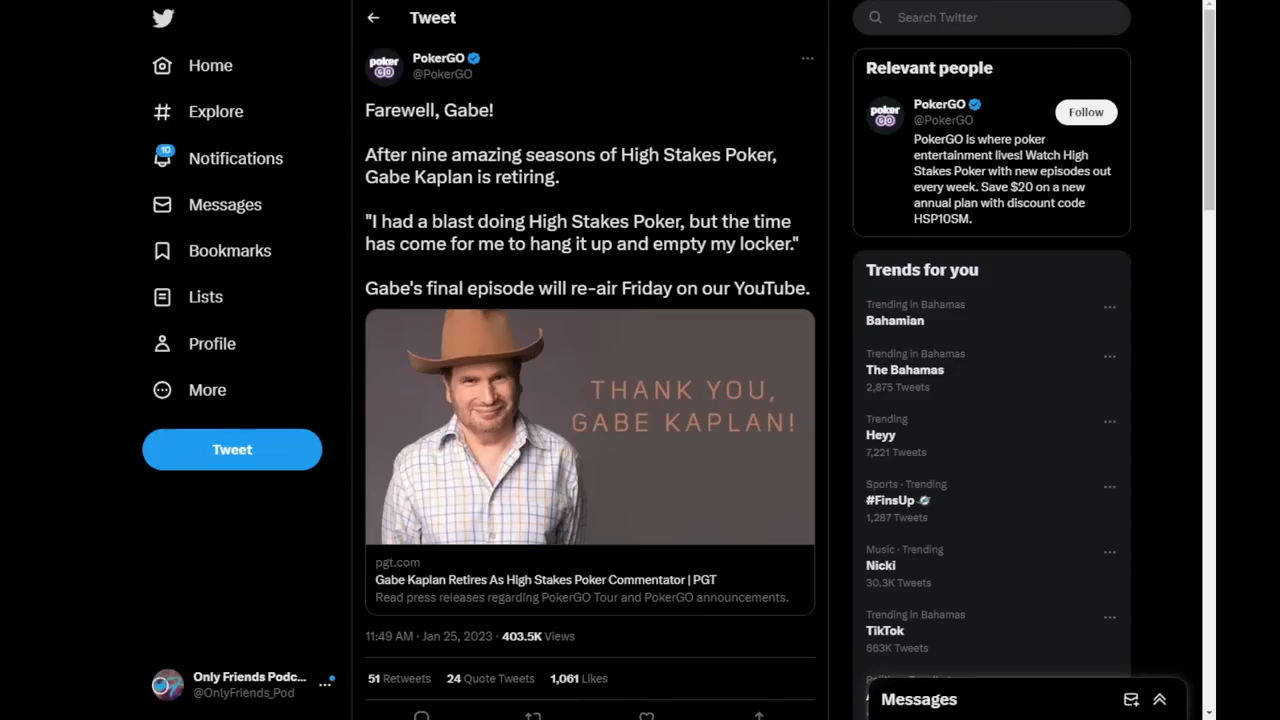 Home
Explore
10
Notifications
Messages
Bookmarks
Lists
Profile
More
Tweet
Only Friends Podc...
@OnlyFriends_Pod
Tweet
poker
GO
PokerGO
@PokerGO
Farewell, Gabe!
After nine amazing seasons of High Stakes Poker,
Gabe Kaplan is retiring.
"I had a blast doing High Stakes Poker, but the time
has come for me to hang it up and empty my locker."
Gabe's final episode will re-air Friday on our YouTube.
THANK YOU,
GABE KAPLAN!
pgt.com
Gabe Kaplan Retires As High Stakes Poker Commentator | PGT
Read press releases regarding PokerGO Tour and PokerGO announcements.
11:49 AM · Jan 25, 2023 · 403.5K Views
51 Retweets 24 Quote Tweets 1,061 Likes
Search Twitter
Relevant people
poker
GO
PokerGO
@PokerGO
Follow
PokerGO is where poker
entertainment lives! Watch High
Stakes Poker with new episodes out
every week. Save $20 on a new
annual plan with discount code
HSP10SM.
Trends for you
Trending in Bahamas
Bahamian
Trending in Bahamas
The Bahamas
2,875 Tweets
Trending
Heyy
7,221 Tweets
Sports · Trending
#FinsUp
1,287 Tweets
Music · Trending
Nicki
30.3K Tweets
Trending in Bahamas
TikTok
663K Tweets
Messages